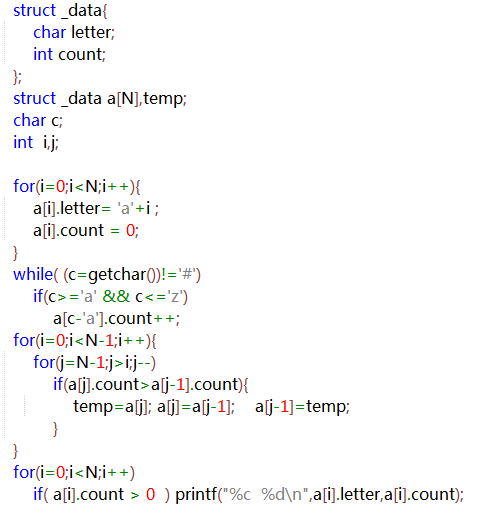 struct _data{
    char letter;
    int count;
};
struct _data a[N],temp;
char c;
int  i,j;

for(i=0;i<N;i++){
    a[i].letter= 'a'+i ;
    a[i].count = 0;
}
while( (c=getchar())!='#')
    if(c>='a' && c<='z')
        a[c-'a'].count++;
for(i=0;i<N-1;i++){
    for(j=N-1;j>i;j--)
        if(a[j].count>a[j-1].count){
            temp=a[j]; a[j]=a[j-1];    a[j-1]=temp;
        }
}
for(i=0;i<N;i++)
    if( a[i].count > 0  ) printf("%c  %d\n",a[i].letter,a[i].count);